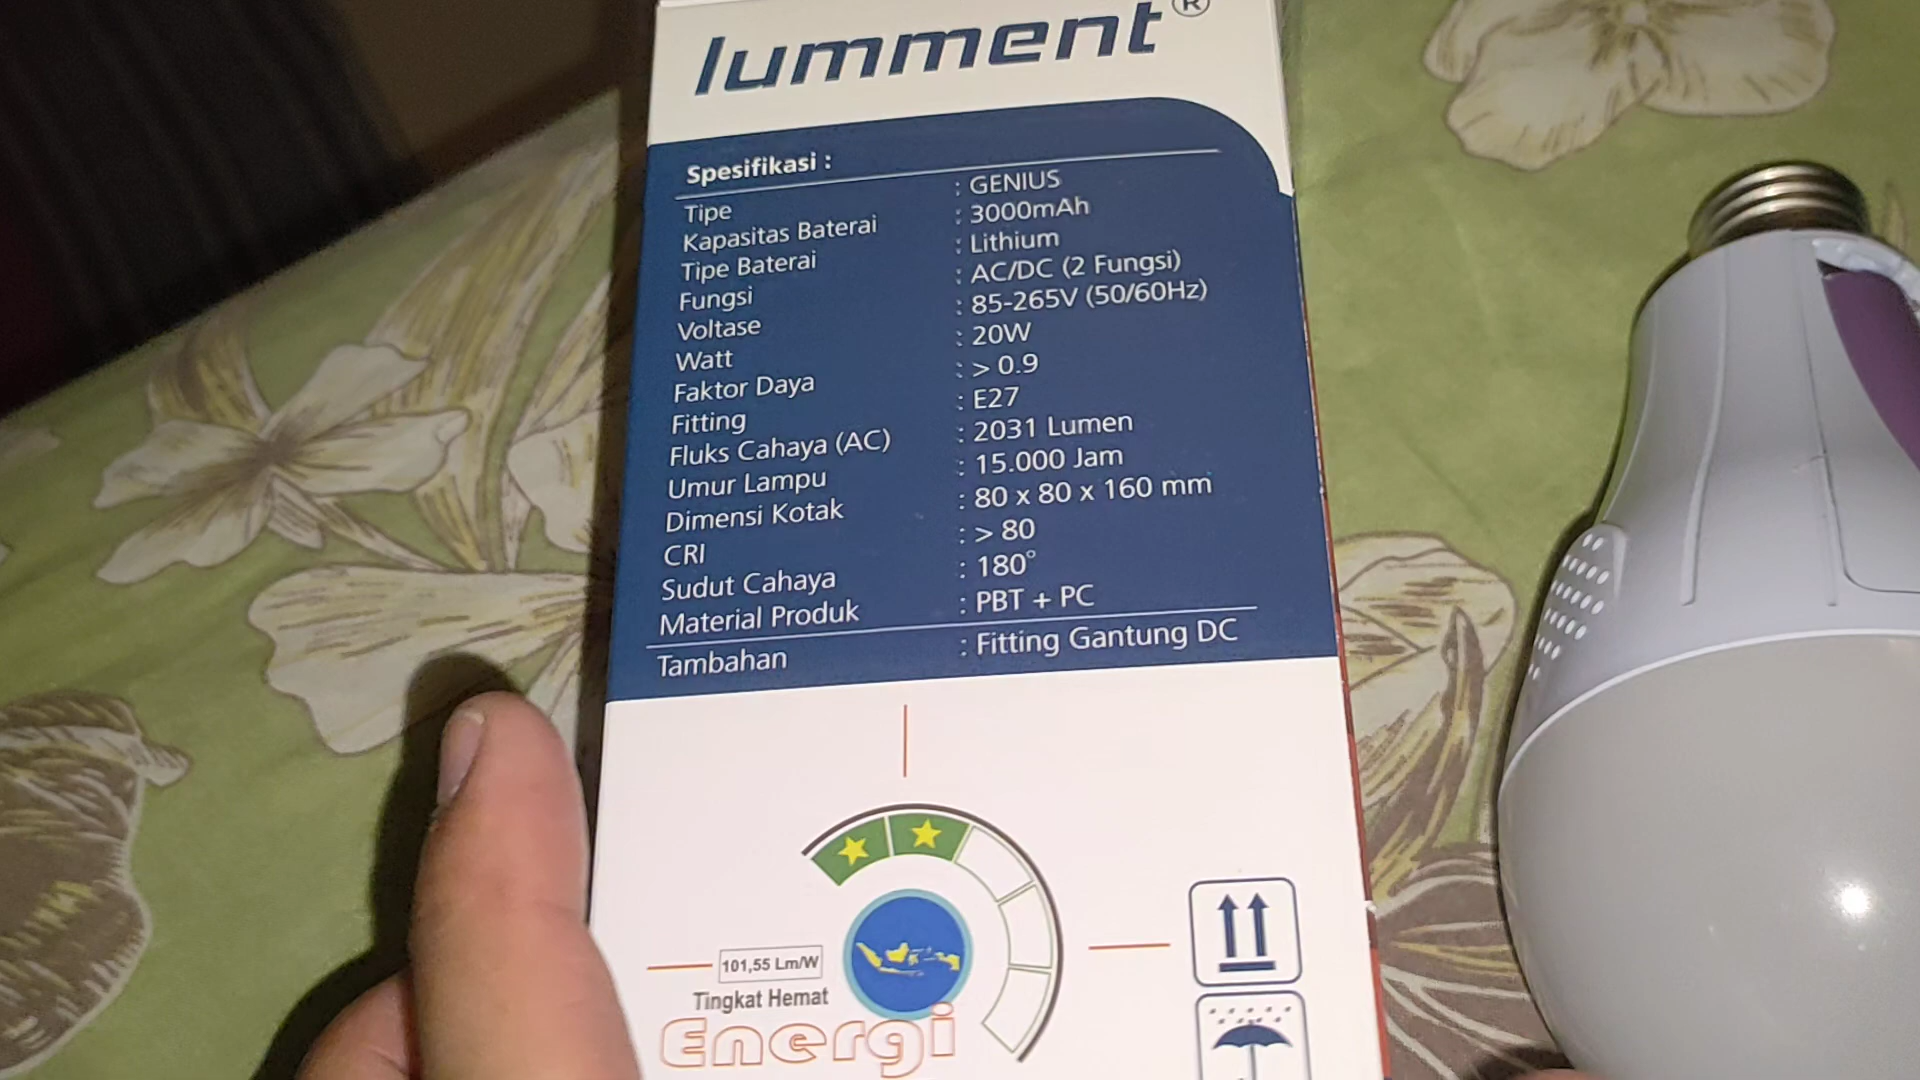 lumment®
Spesifikasi :
Tipe : GENIUS
Kapasitas Baterai : 3000mAh
Tipe Baterai : Lithium
Fungsi : AC/DC (2 Fungsi)
Voltase : 85-265V (50/60Hz)
Watt : 20W
Faktor Daya : > 0.9
Fitting : E27
Fluks Cahaya (AC) : 2031 Lumen
Umur Lampu : 15.000 Jam
Dimensi Kotak : 80 x 80 x 160 mm
CRI : > 80
Sudut Cahaya : 180°
Material Produk : PBT + PC
Tambahan : Fitting Gantung DC
101,55 Lm/W
Tingkat Hemat
Energi